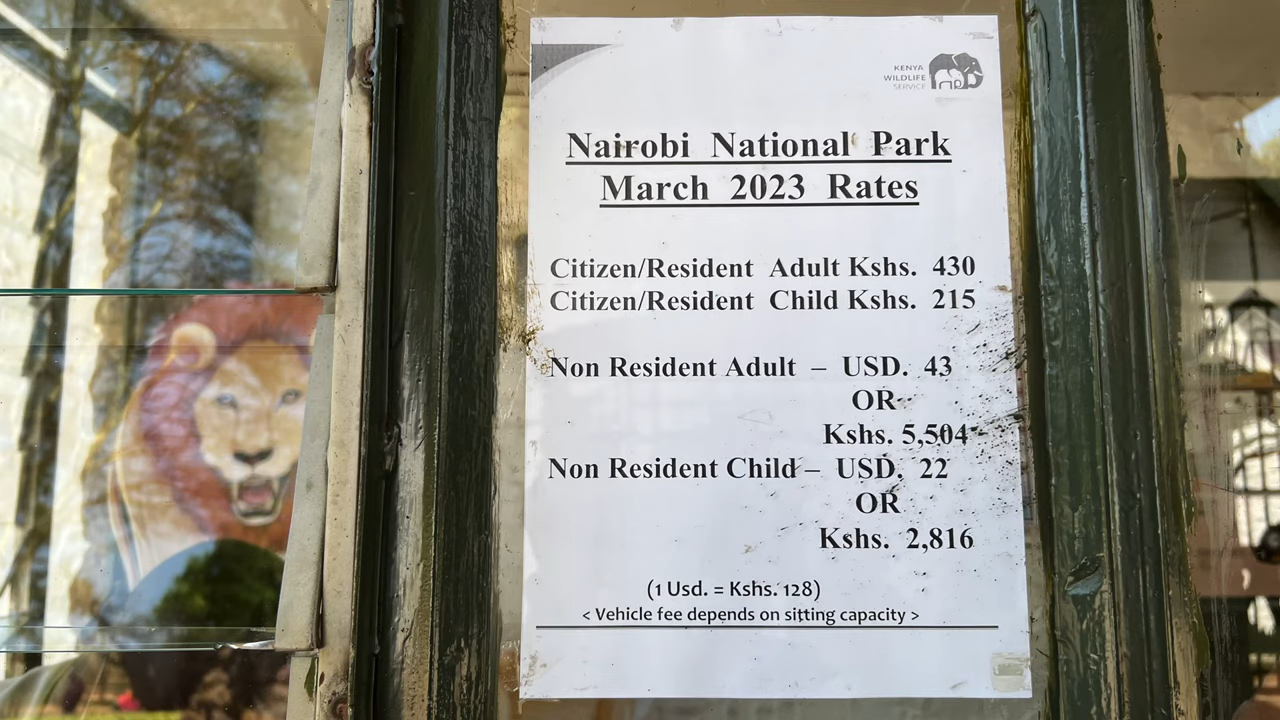 KENYA
WILDLIFE
SERVICE
Nairobi National Park
March 2023 Rates
Citizen/Resident Adult Kshs. 430
Citizen/Resident Child Kshs. 215
Non Resident Adult – USD. 43
OR
Kshs. 5,504
Non Resident Child – USD. 22
OR
Kshs. 2,816
(1 Usd. = Kshs. 128)
< Vehicle fee depends on sitting capacity >